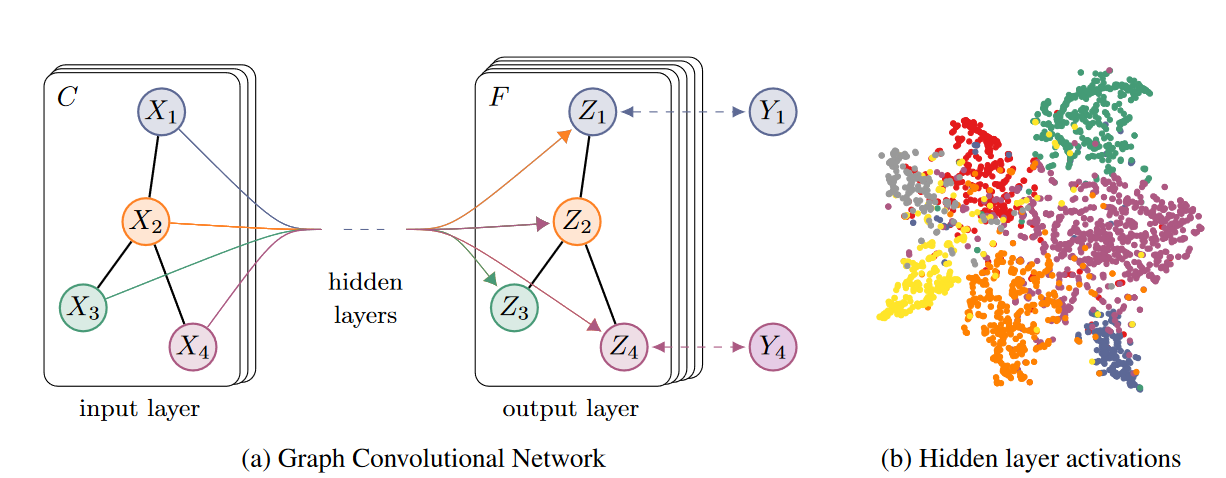 C
X1
X2
X3
X4
input layer
hidden
layers
F
Z1
Z2
Z3
Z4
output layer
Y1
Y4
(a) Graph Convolutional Network
(b) Hidden layer activations